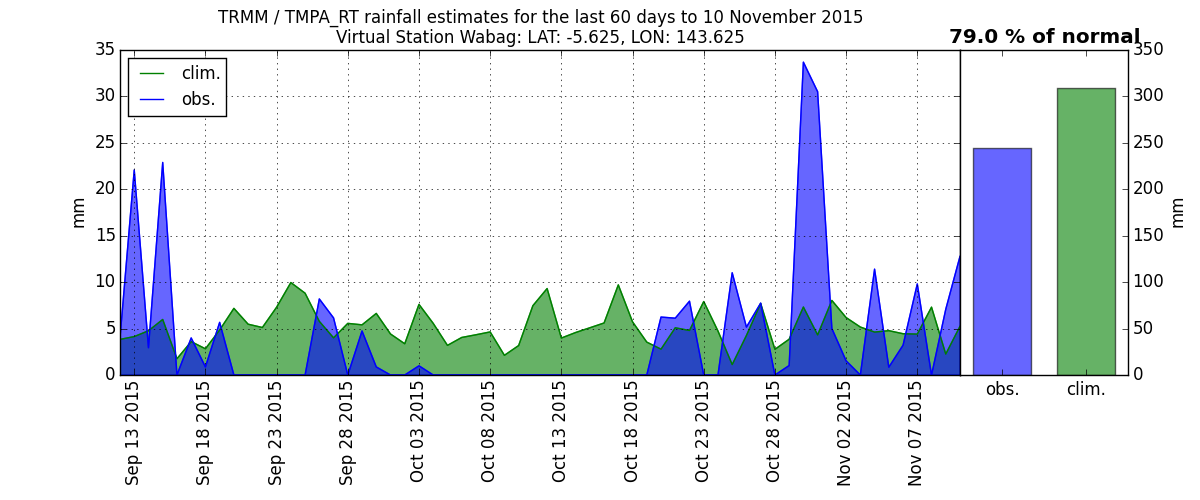 TRMM / TMPA_RT rainfall estimates for the last 60 days to 10 November 2015
Virtual Station Wabag: LAT: -5.625, LON: 143.625
79.0 % of normal
clim.
obs.
mm
35
30
25
20
15
10
5
0
Sep 13 2015
Sep 18 2015
Sep 23 2015
Sep 28 2015
Oct 03 2015
Oct 08 2015
Oct 13 2015
Oct 18 2015
Oct 23 2015
Oct 28 2015
Nov 02 2015
Nov 07 2015
350
300
250
200
150
100
50
0
mm
obs.
clim.